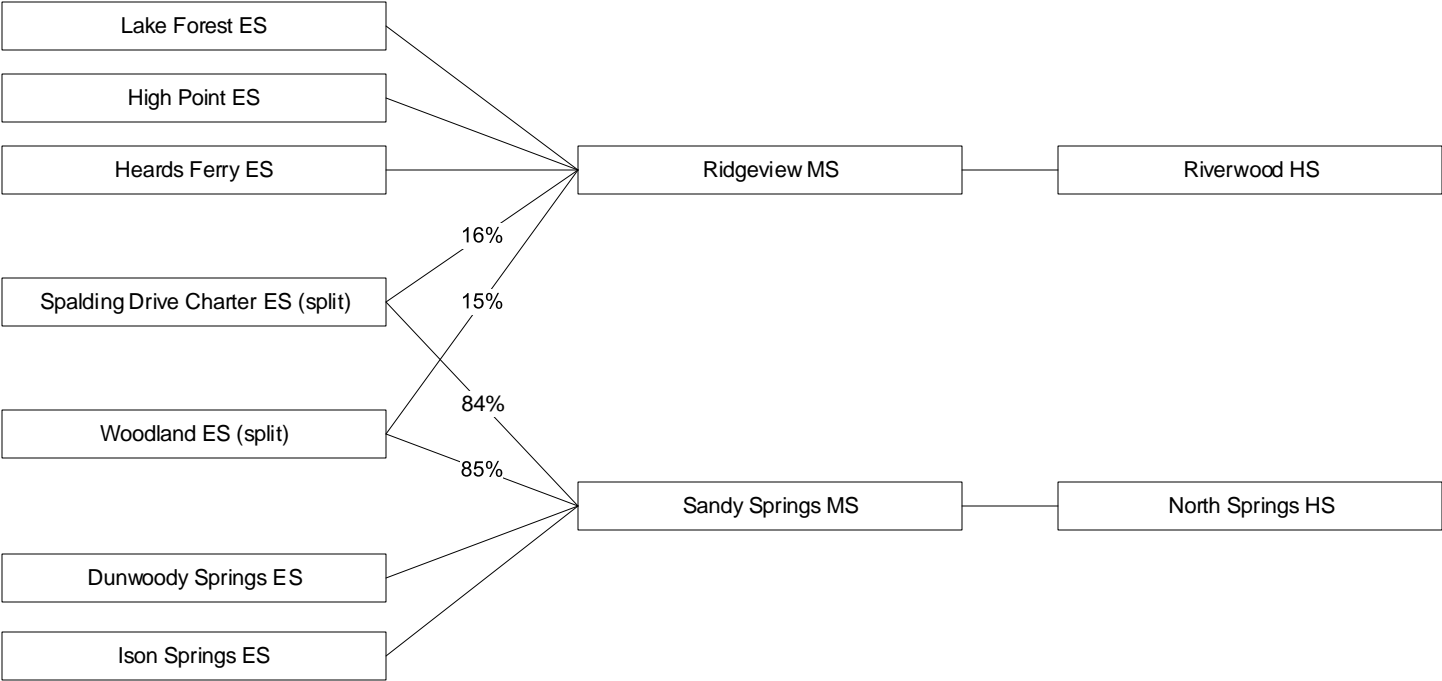 Lake Forest ES
High Point ES
Heards Ferry ES
Ridgeview MS
Riverwood HS
16%
Spalding Drive Charter ES (split)
15%
84%
Woodland ES (split)
85%
Sandy Springs MS
North Springs HS
Dunwoody Springs ES
Ison Springs ES